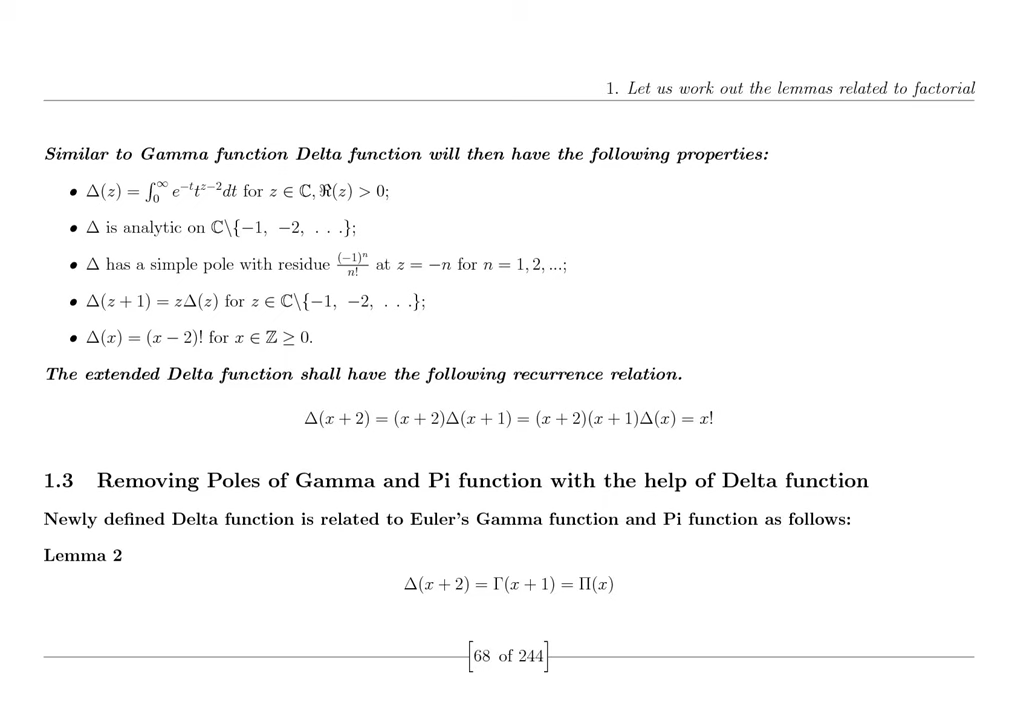 1. Let us work out the lemmas related to factorial
Similar to Gamma function Delta function will then have the following properties:
• Δ(z) = ∫₀^∞ e^{−t}t^{z−2}dt for z ∈ ℂ, ℜ(z) > 0;
• Δ is analytic on ℂ\{−1, −2, . . .};
• Δ has a simple pole with residue (−1)^n/n! at z = −n for n = 1, 2, ...;
• Δ(z + 1) = zΔ(z) for z ∈ ℂ\{−1, −2, . . .};
• Δ(x) = (x − 2)! for x ∈ ℤ ≥ 0.
The extended Delta function shall have the following recurrence relation.
Δ(x + 2) = (x + 2)Δ(x + 1) = (x + 2)(x + 1)Δ(x) = x!
1.3 Removing Poles of Gamma and Pi function with the help of Delta function
Newly defined Delta function is related to Euler's Gamma function and Pi function as follows:
Lemma 2
Δ(x + 2) = Γ(x + 1) = Π(x)
[68 of 244]